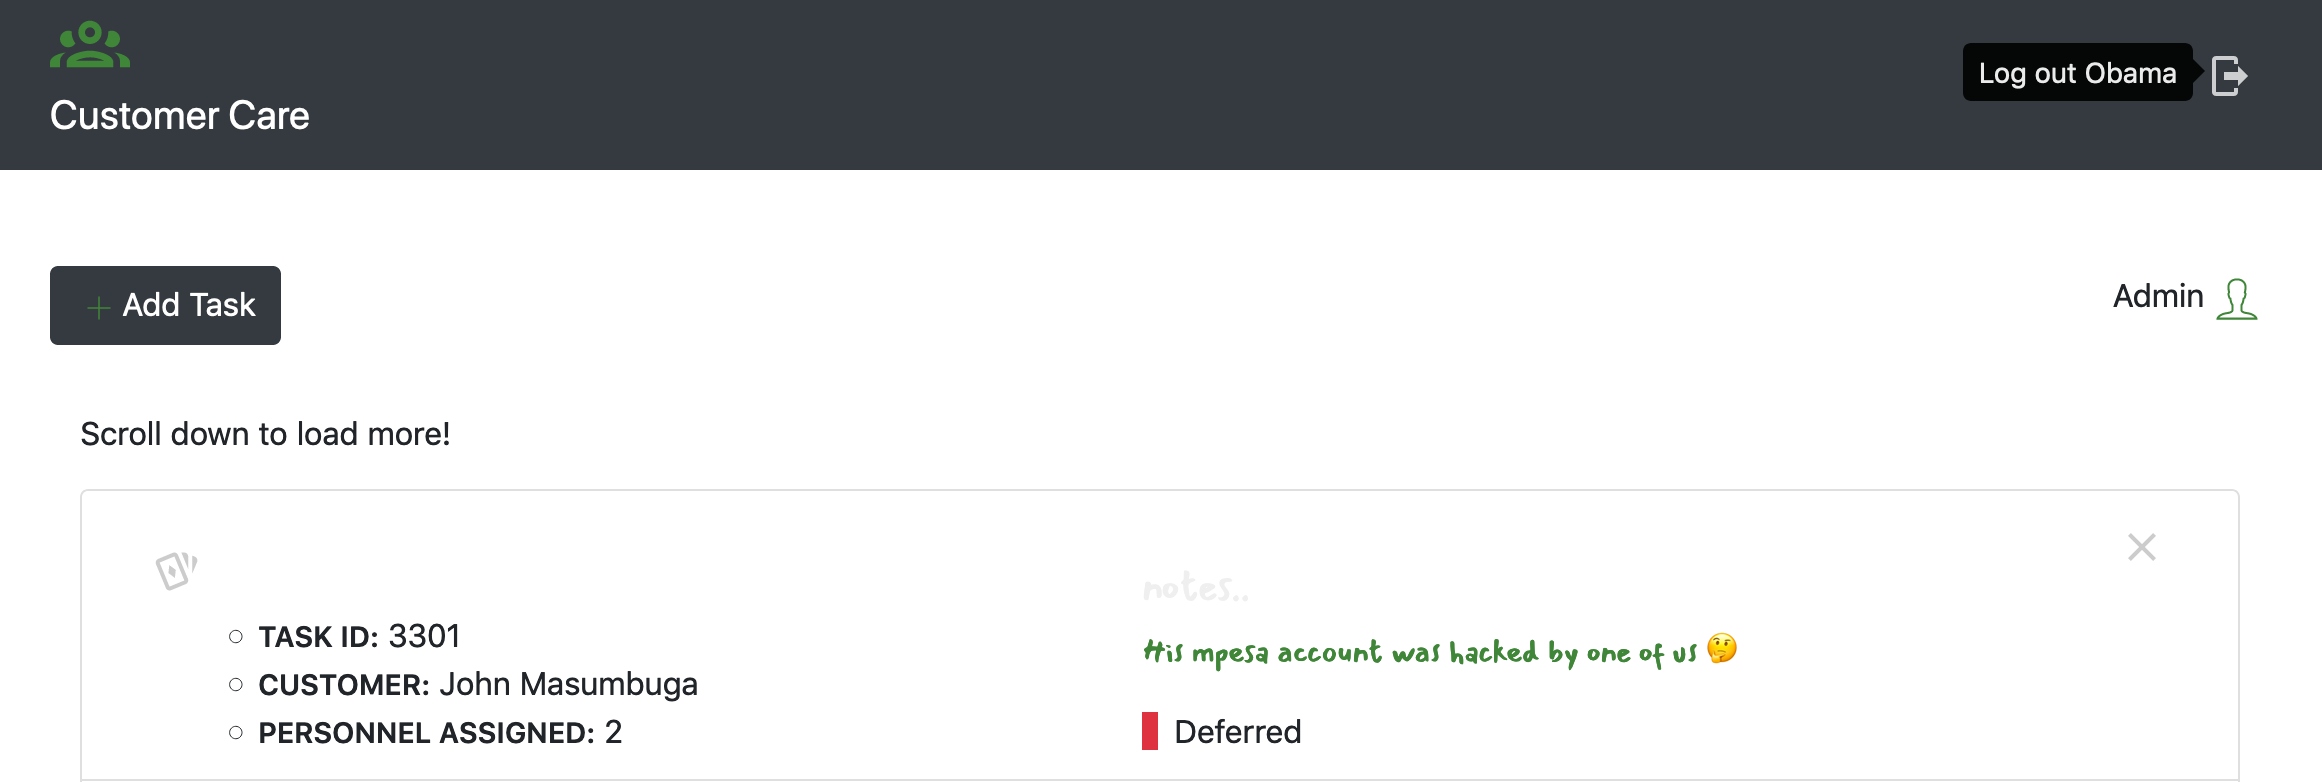 Customer Care
Log out Obama
Add Task
Admin
Scroll down to load more!
TASK ID: 3301
CUSTOMER: John Masumbuga
PERSONNEL ASSIGNED: 2
notes..
His mpesa account was hacked by one of us 🤔
Deferred